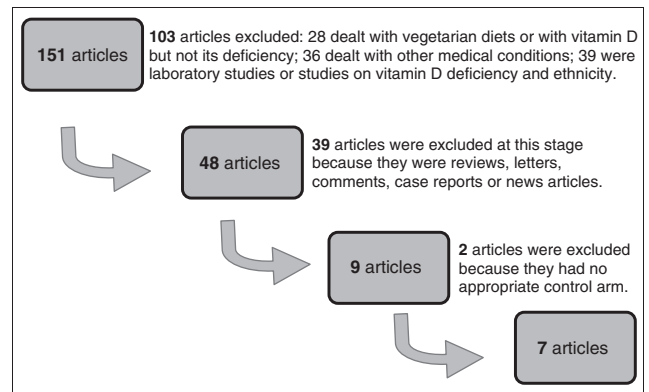 151 articles
103 articles excluded: 28 dealt with vegetarian diets or with vitamin D
but not its deficiency; 36 dealt with other medical conditions; 39 were
laboratory studies or studies on vitamin D deficiency and ethnicity.
48 articles
39 articles were excluded at this stage
because they were reviews, letters,
comments, case reports or news articles.
9 articles
2 articles were excluded
because they had no
appropriate control arm.
7 articles